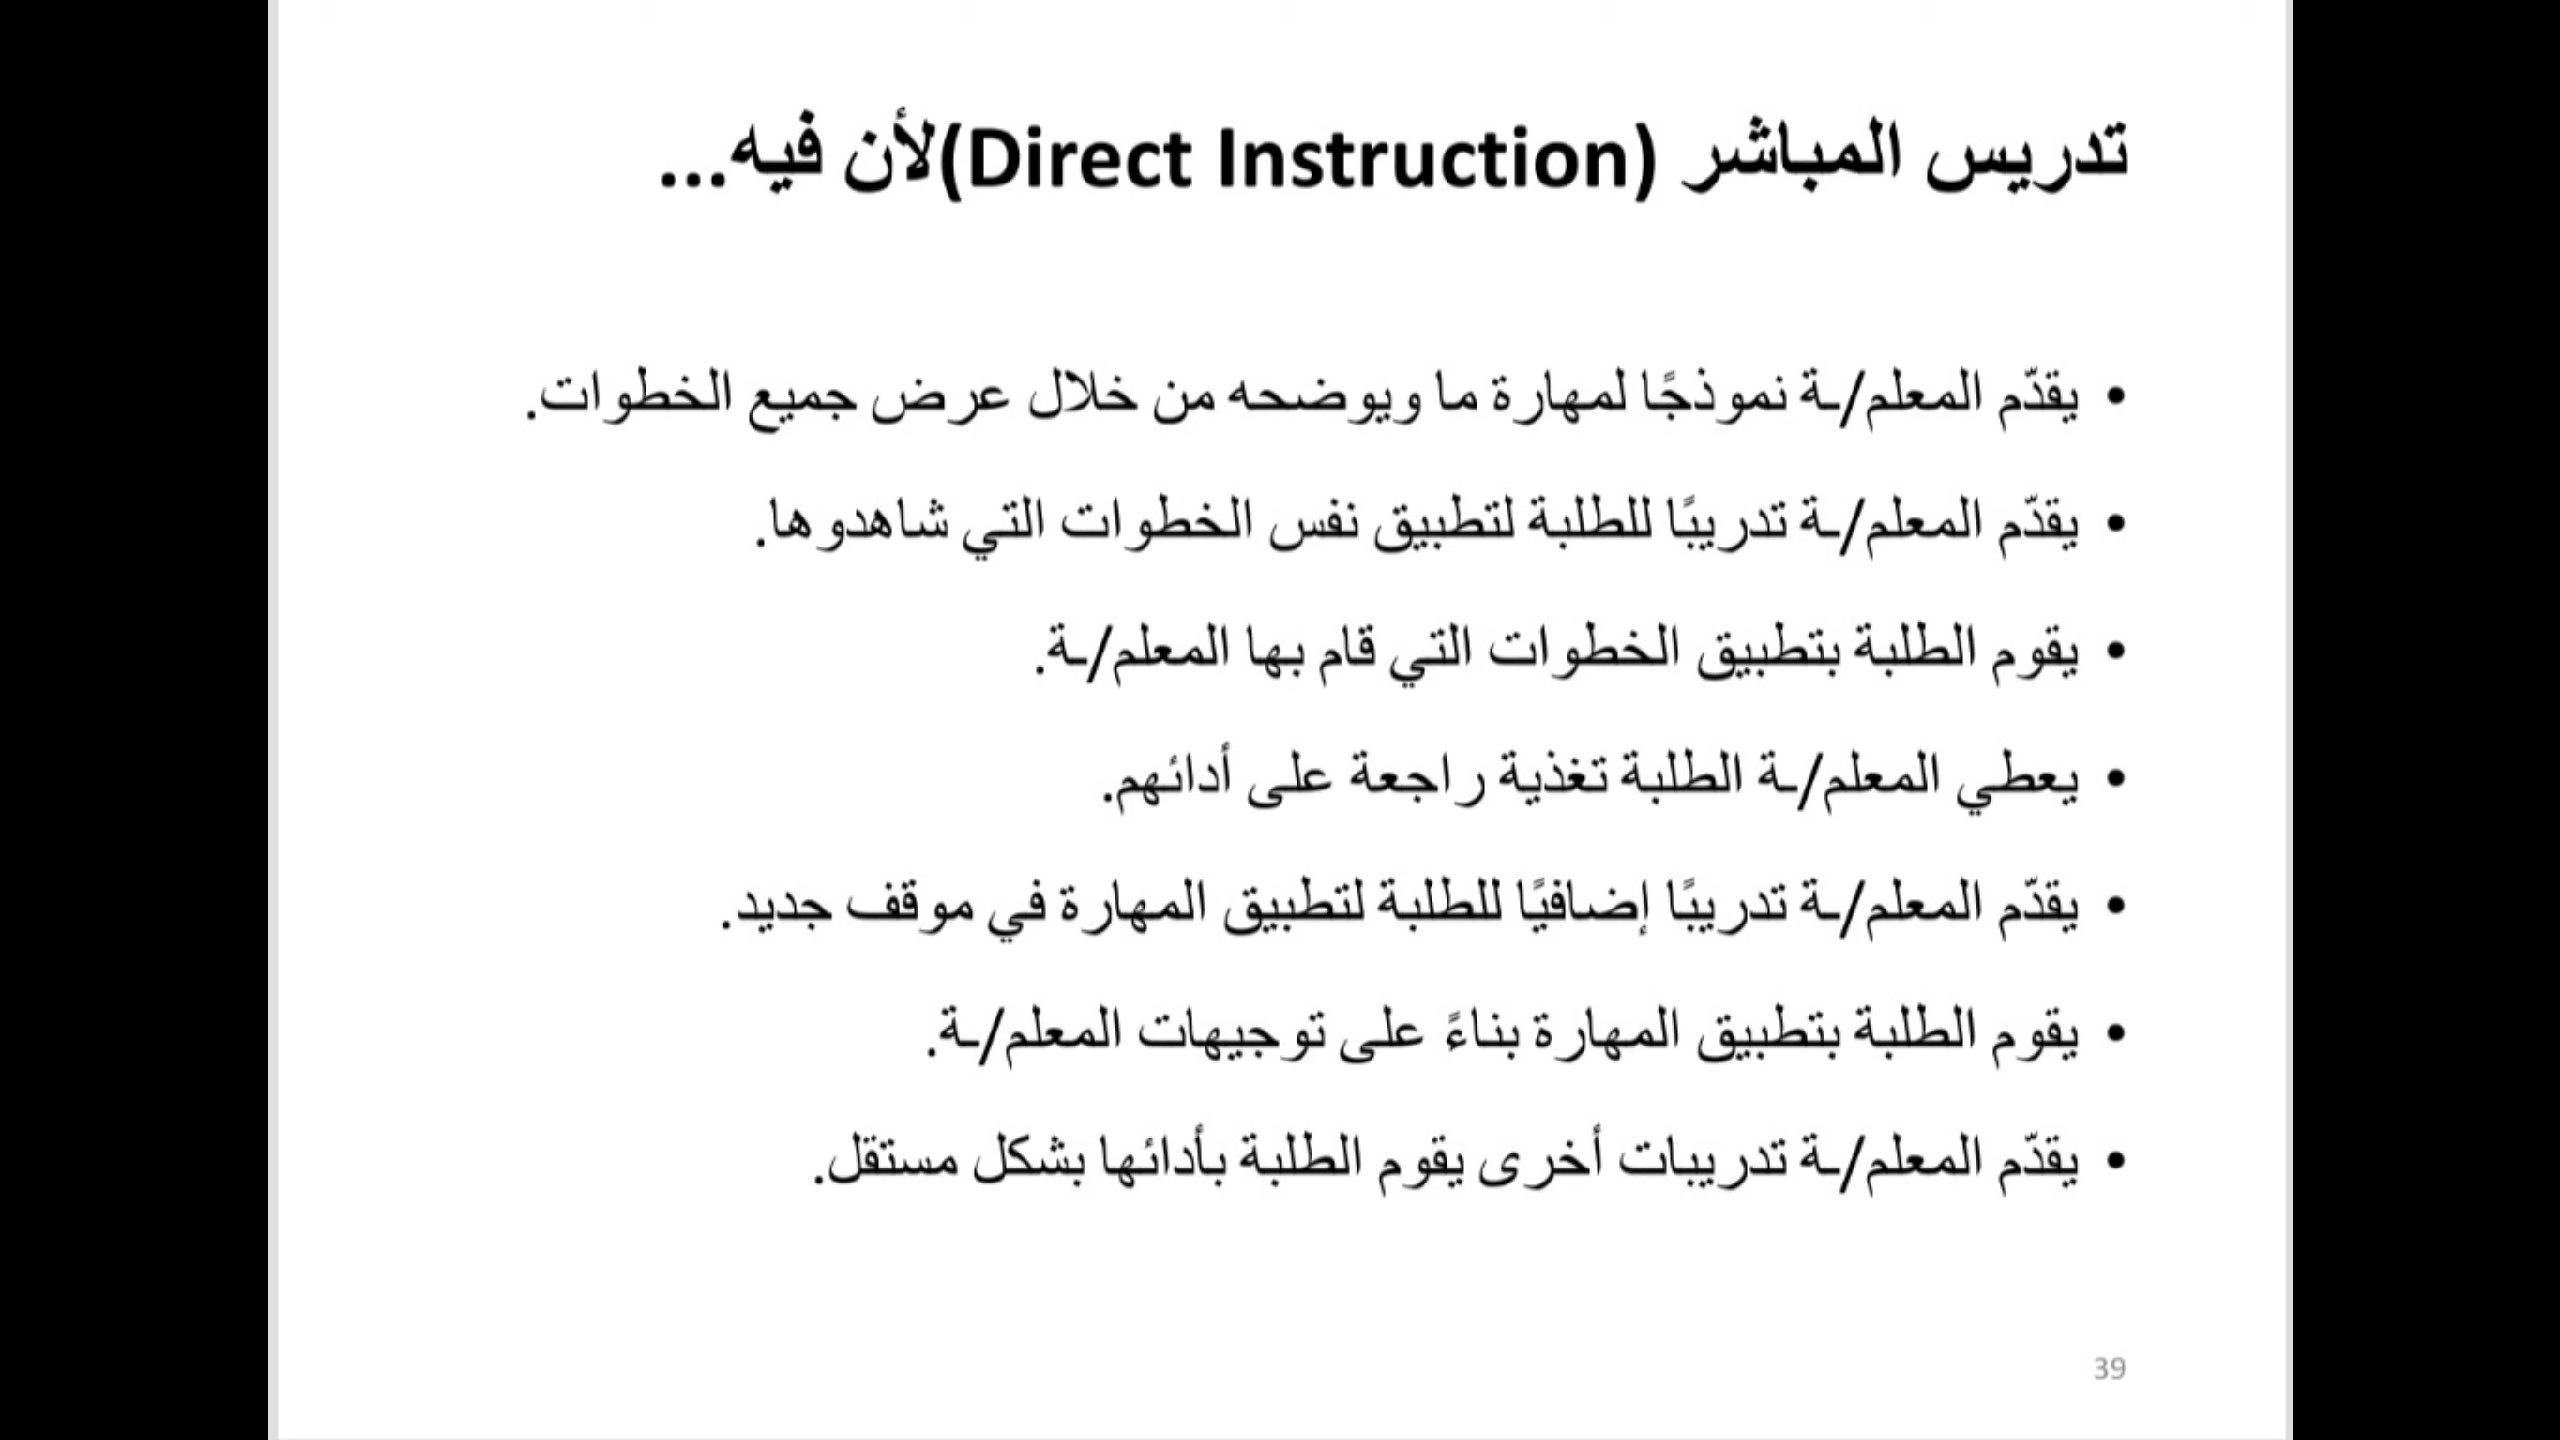 تدريس المباشر (Direct Instruction)لأن فيه...
• يقدّم المعلم/ـة نموذجًا لمهارة ما ويوضحه من خلال عرض جميع الخطوات.
• يقدّم المعلم/ـة تدريبًا للطلبة لتطبيق نفس الخطوات التي شاهدوها.
• يقوم الطلبة بتطبيق الخطوات التي قام بها المعلم/ـة.
• يعطي المعلم/ـة الطلبة تغذية راجعة على أدائهم.
• يقدّم المعلم/ـة تدريبًا إضافيًا للطلبة لتطبيق المهارة في موقف جديد.
• يقوم الطلبة بتطبيق المهارة بناءً على توجيهات المعلم/ـة.
• يقدّم المعلم/ـة تدريبات أخرى يقوم الطلبة بأدائها بشكل مستقل.
39